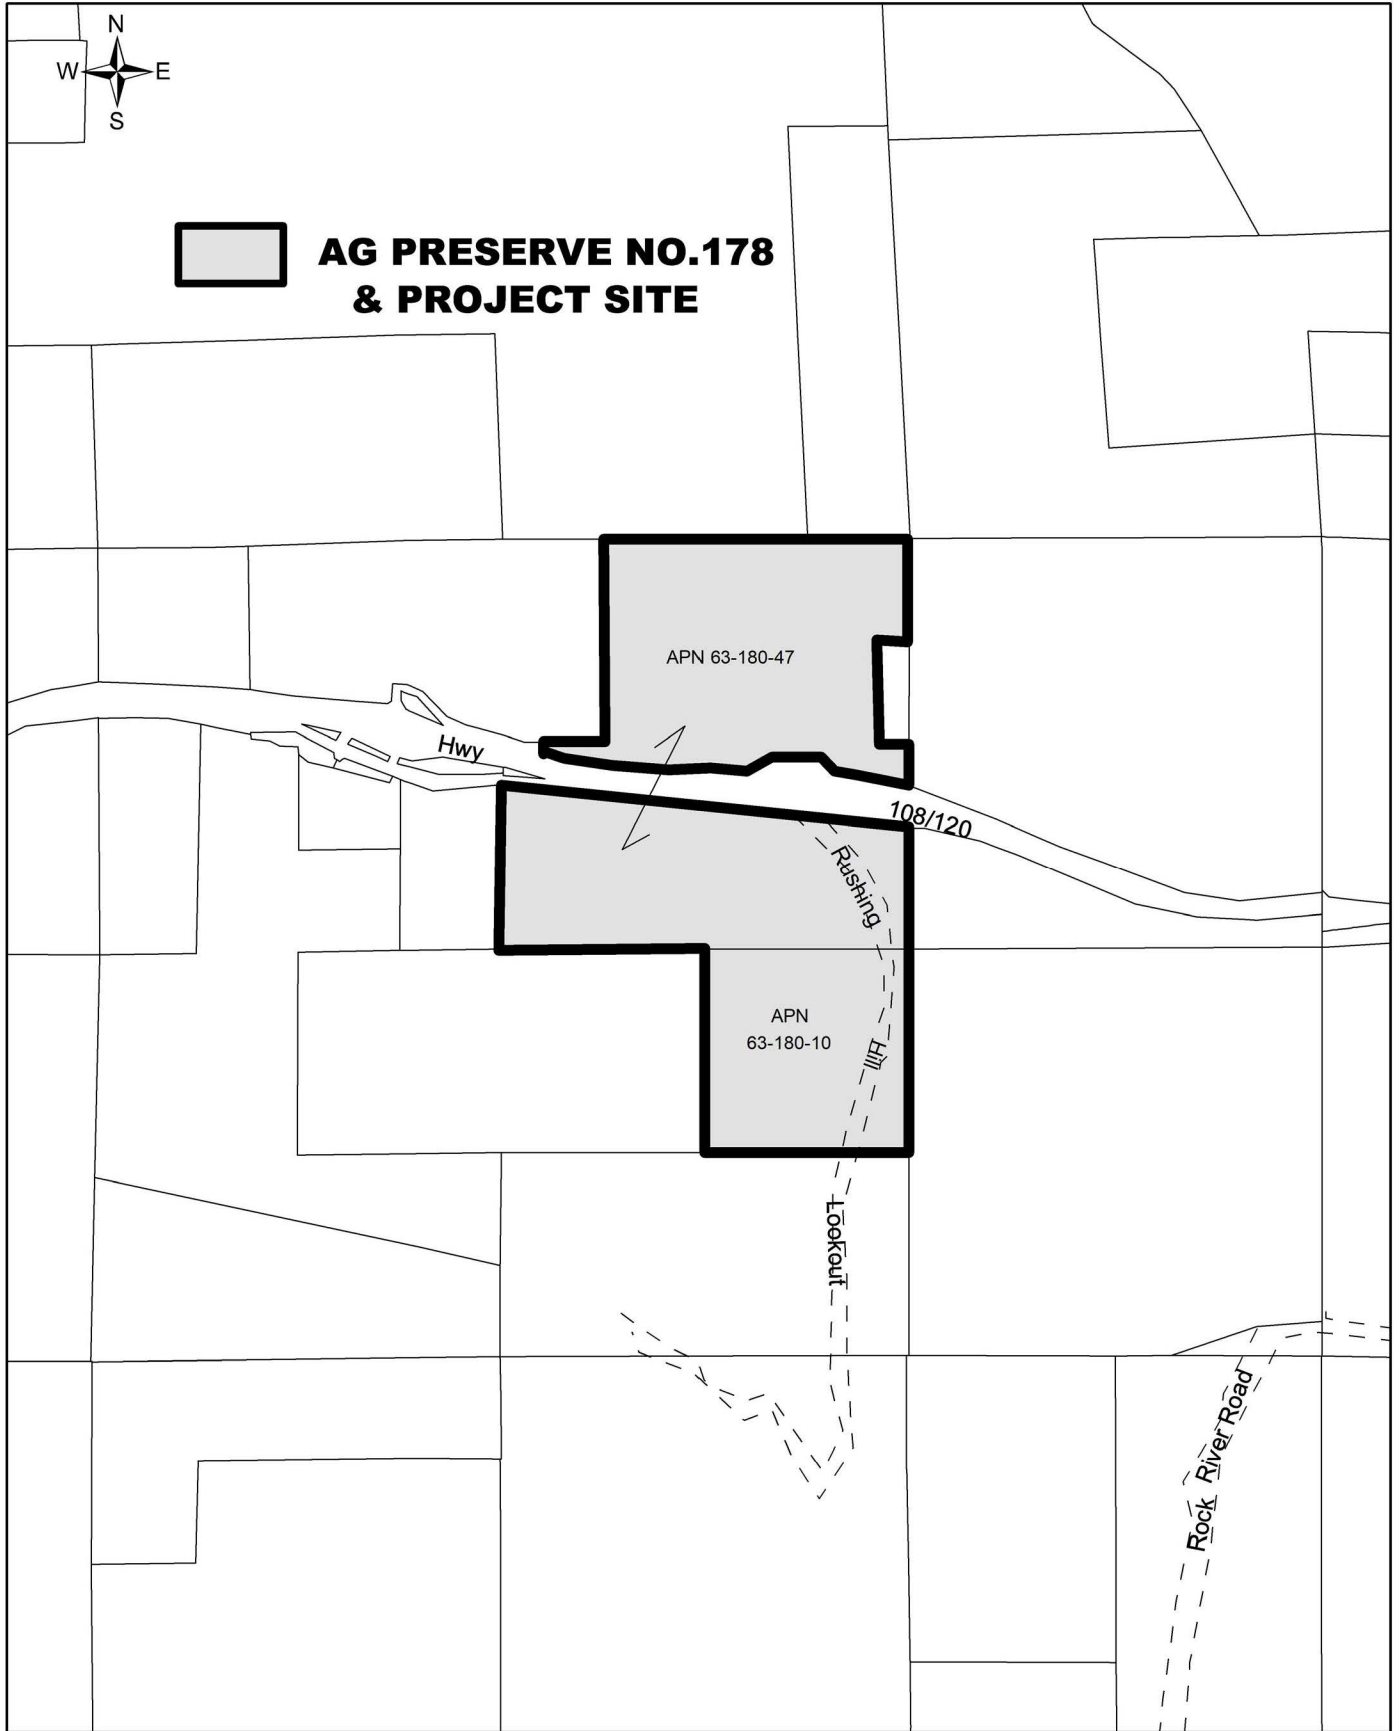 N
W E
S
AG PRESERVE NO.178
& PROJECT SITE
APN 63-180-47
Hwy
108/120
Rushing
APN
63-180-10
Hill
Lookout
Rock River Road